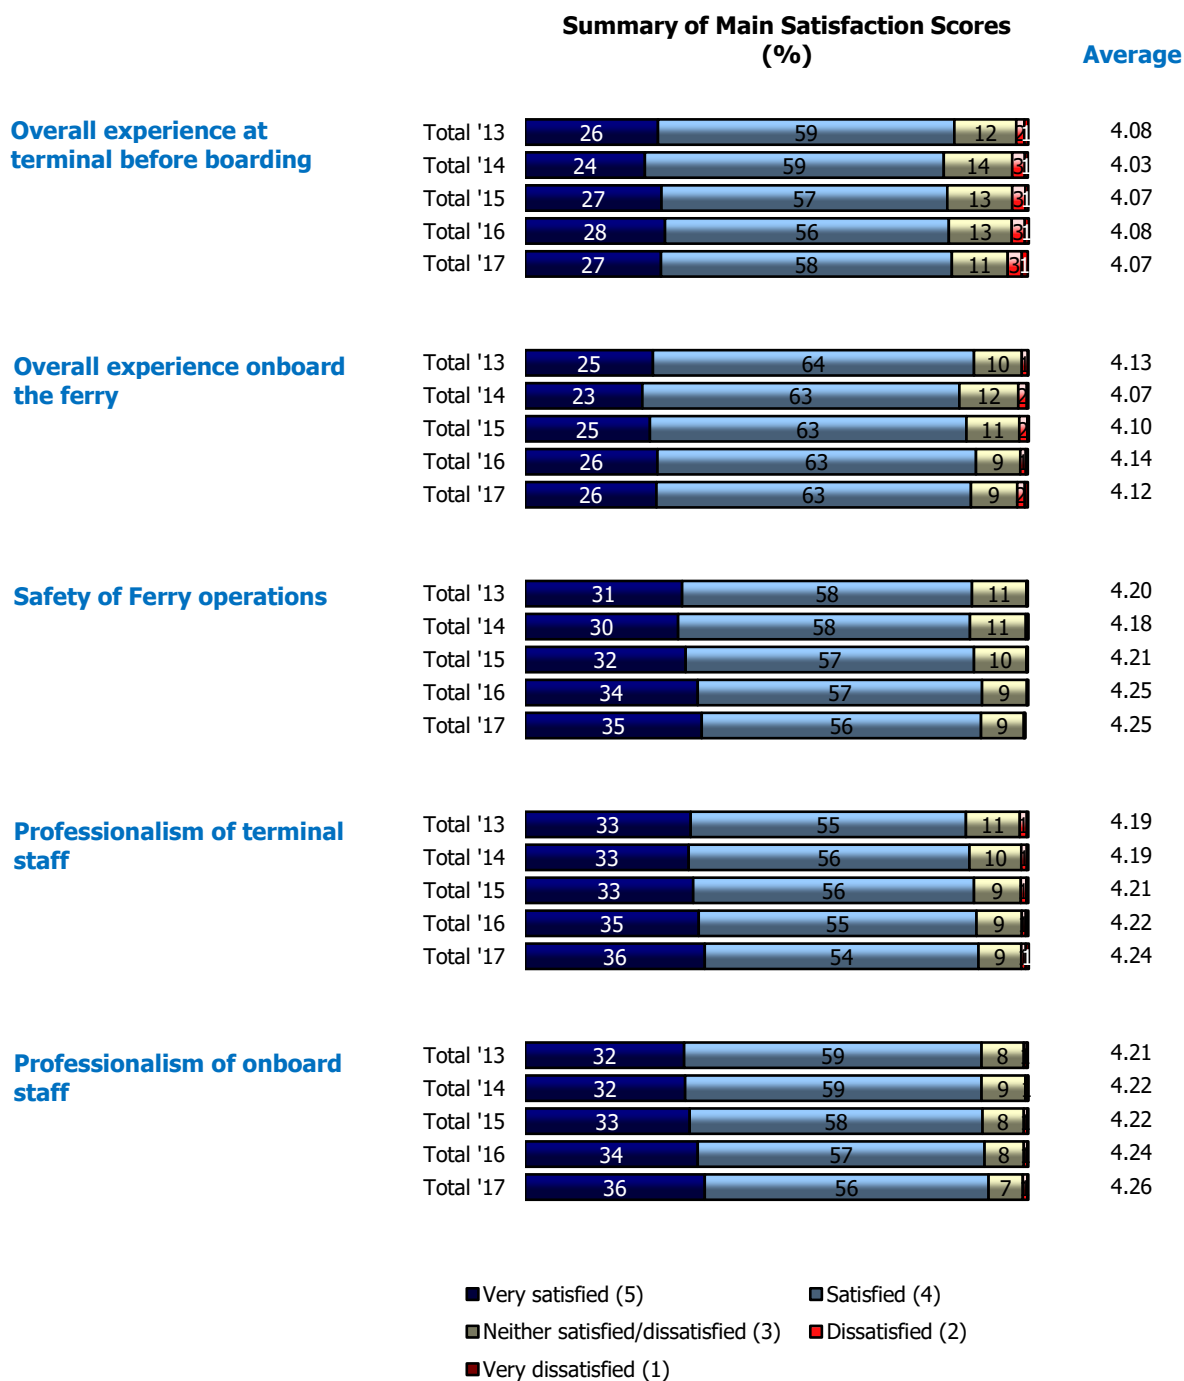 Summary of Main Satisfaction Scores
(%)
Average
Overall experience at
terminal before boarding
Total '13 26 59 12 2 1 4.08
Total '14 24 59 14 3 1 4.03
Total '15 27 57 13 3 1 4.07
Total '16 28 56 13 3 1 4.08
Total '17 27 58 11 3 1 4.07
Overall experience onboard
the ferry
Total '13 25 64 10 1 4.13
Total '14 23 63 12 2 4.07
Total '15 25 63 11 2 4.10
Total '16 26 63 9 4.14
Total '17 26 63 9 2 4.12
Safety of Ferry operations
Total '13 31 58 11 4.20
Total '14 30 58 11 4.18
Total '15 32 57 10 4.21
Total '16 34 57 9 4.25
Total '17 35 56 9 4.25
Professionalism of terminal
staff
Total '13 33 55 11 1 4.19
Total '14 33 56 10 4.19
Total '15 33 56 9 4.21
Total '16 35 55 9 4.22
Total '17 36 54 9 1 4.24
Professionalism of onboard
staff
Total '13 32 59 8 4.21
Total '14 32 59 9 4.22
Total '15 33 58 8 4.22
Total '16 34 57 8 4.24
Total '17 36 56 7 4.26
Very satisfied (5)
Satisfied (4)
Neither satisfied/dissatisfied (3)
Dissatisfied (2)
Very dissatisfied (1)